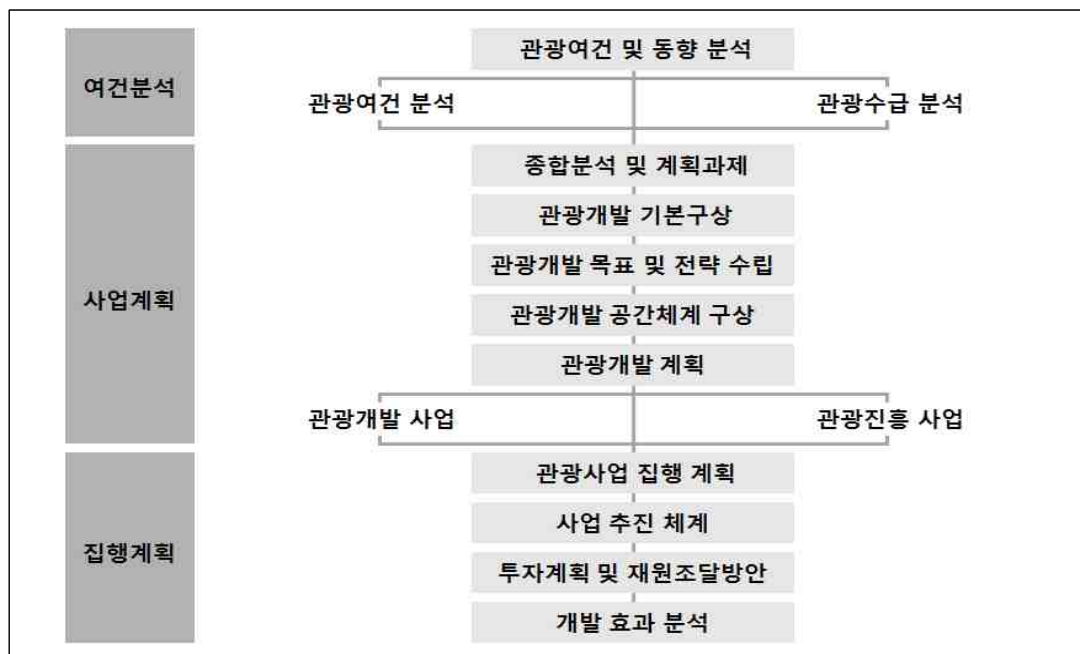 여건분석
관광여건 및 동향 분석
관광여건 분석
관광수급 분석
사업계획
종합분석 및 계획과제
관광개발 기본구상
관광개발 목표 및 전략 수립
관광개발 공간체계 구상
관광개발 계획
관광개발 사업
관광진흥 사업
집행계획
관광사업 집행 계획
사업 추진 체계
투자계획 및 재원조달방안
개발 효과 분석